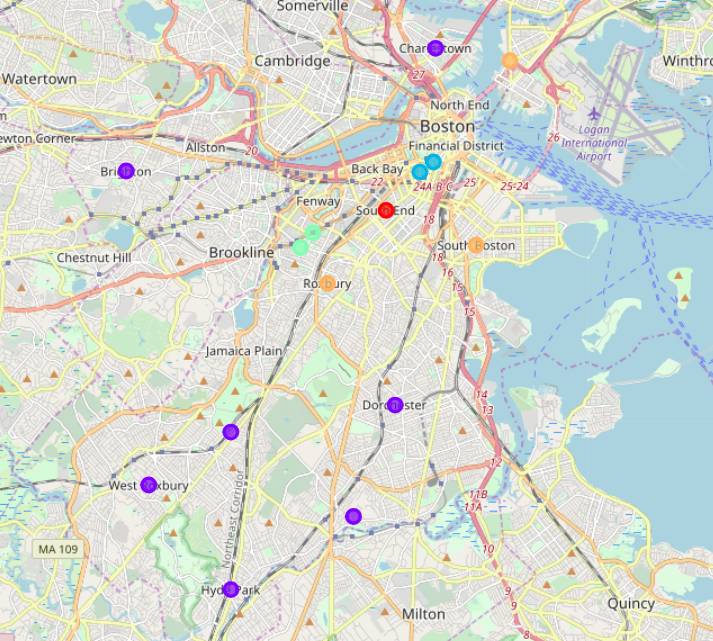 Somerville
Charlestown
Cambridge
Watertown
Winthr
27
North End
Boston
Logan
International
Airport
26
ewton Corner
Allston
20
Financial District
Back Bay
Brighton
22
24A-B-C
25
25-24
Fenway
South End
18
Brookline
South Boston
Chestnut Hill
18
16
15
Roxbury
15
Jamaica Plain
14
13
Dorchester
12
West Roxbury
11B
11A
Northeast Corridor
MA 109
10
Hyde Park
9
9
8
Milton
Quincy